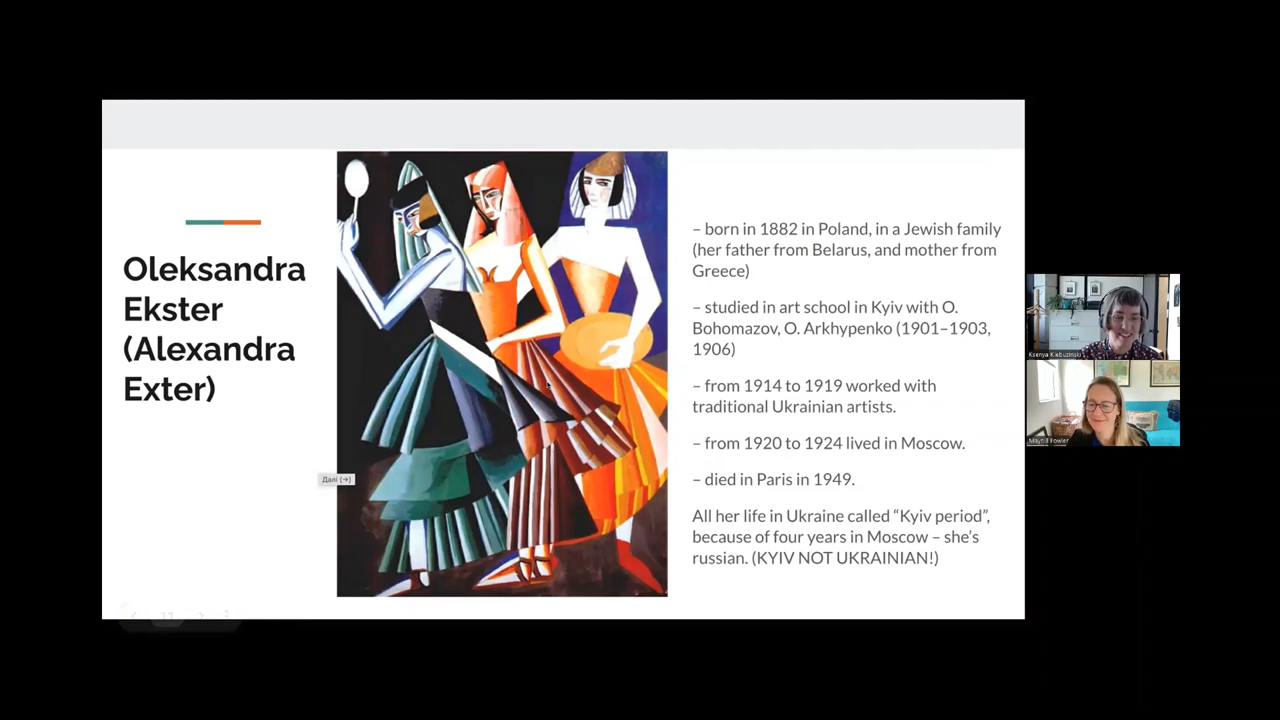 Oleksandra
Ekster
(Alexandra
Exter)
Далі (→)
– born in 1882 in Poland, in a Jewish family
(her father from Belarus, and mother from
Greece)
– studied in art school in Kyiv with O.
Bohomazov, O. Arkhypenko (1901–1903,
1906)
– from 1914 to 1919 worked with
traditional Ukrainian artists.
– from 1920 to 1924 lived in Moscow.
– died in Paris in 1949.
All her life in Ukraine called “Kyiv period”,
because of four years in Moscow – she’s
russian. (KYIV NOT UKRAINIAN!)
Ksenya Kiebuzinski
Mayhill Fowler
11